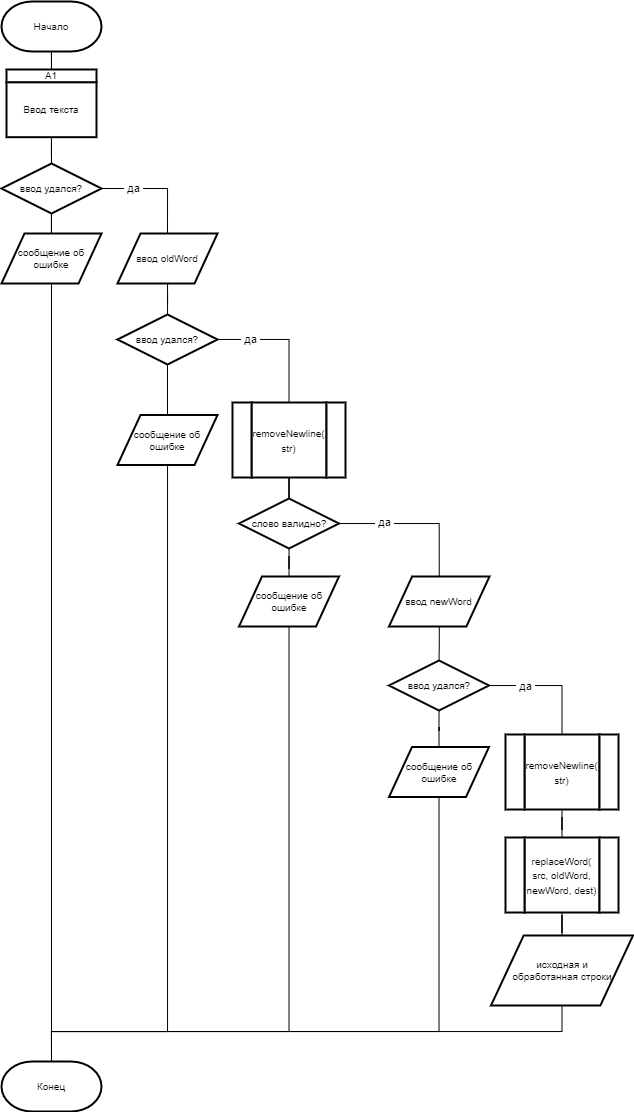 Начало
A1
Ввод текста
ввод удался?
да
сообщение об
ошибке
ввод oldWord
ввод удался?
да
сообщение об
ошибке
removeNewline(
str)
слово валидно?
да
сообщение об
ошибке
ввод newWord
ввод удался?
да
сообщение об
ошибке
removeNewline(
str)
replaceWord(
src, oldWord,
newWord, dest)
исходная и
обработанная строки
Конец